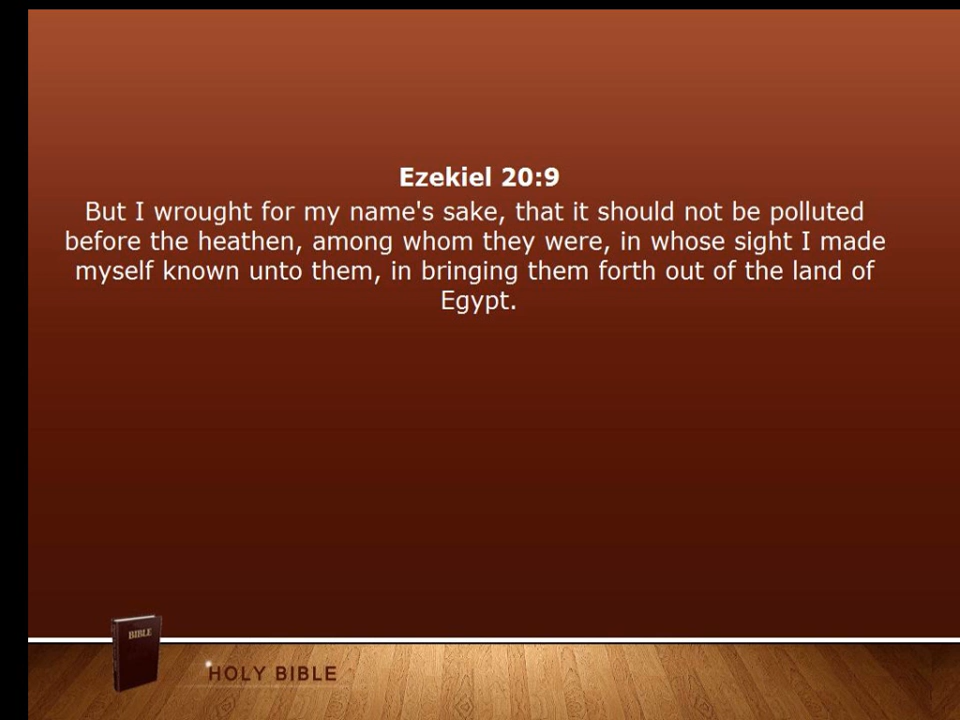 Ezekiel 20:9
But I wrought for my name's sake, that it should not be polluted
before the heathen, among whom they were, in whose sight I made
myself known unto them, in bringing them forth out of the land of
Egypt.
BIBLE
HOLY BIBLE